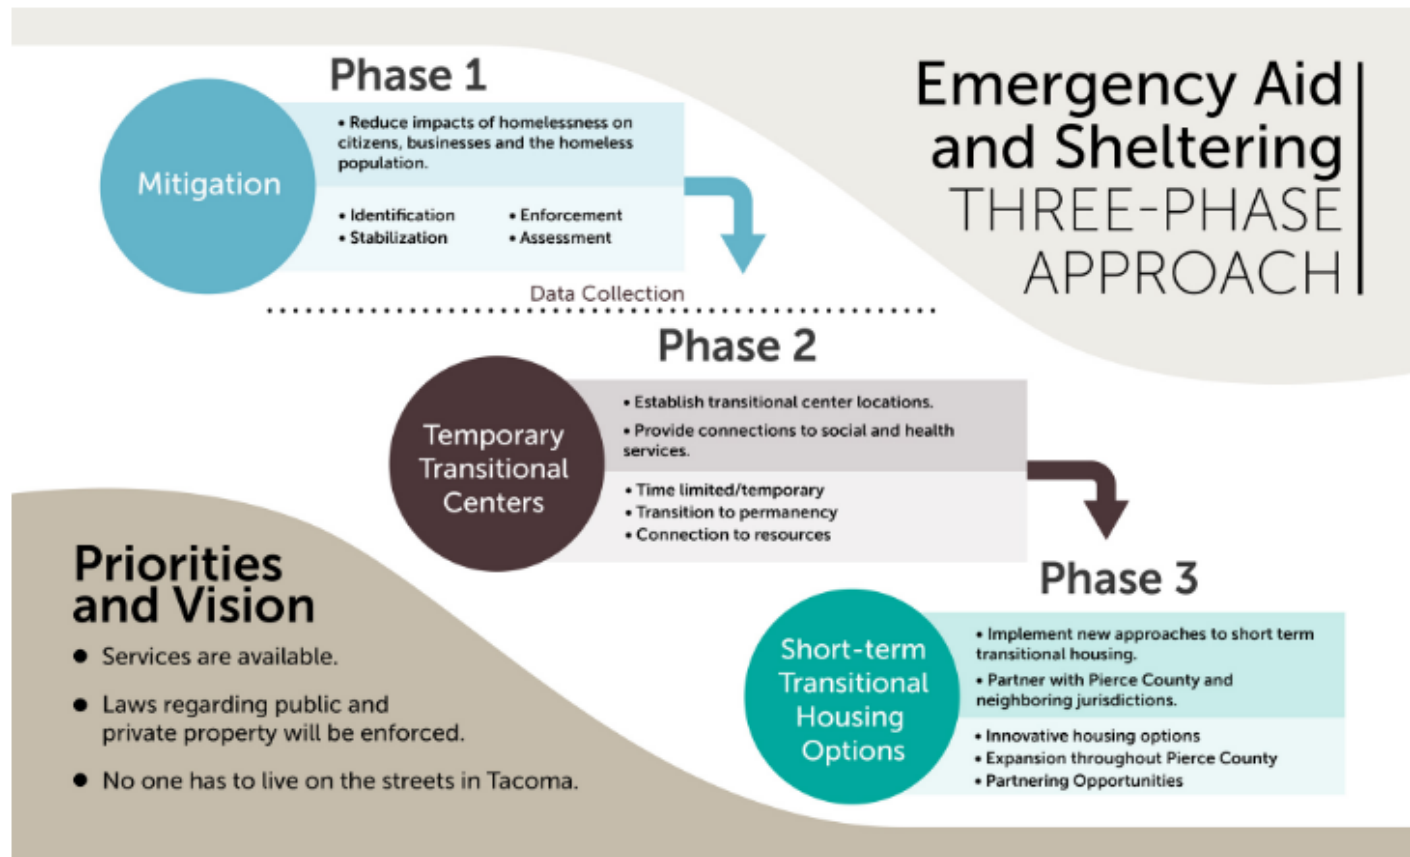 Emergency Aid
and Sheltering
THREE-PHASE
APPROACH
Phase 1
Mitigation
• Reduce impacts of homelessness on
citizens, businesses and the homeless
population.
• Identification
• Stabilization
• Enforcement
• Assessment
Data Collection
Phase 2
Temporary
Transitional
Centers
• Establish transitional center locations.
• Provide connections to social and health
services.
• Time limited/temporary
• Transition to permanency
• Connection to resources
Phase 3
Short-term
Transitional
Housing
Options
• Implement new approaches to short term
transitional housing.
• Partner with Pierce County and
neighboring jurisdictions.
• Innovative housing options
• Expansion throughout Pierce County
• Partnering Opportunities
Priorities
and Vision
● Services are available.
● Laws regarding public and
private property will be enforced.
● No one has to live on the streets in Tacoma.